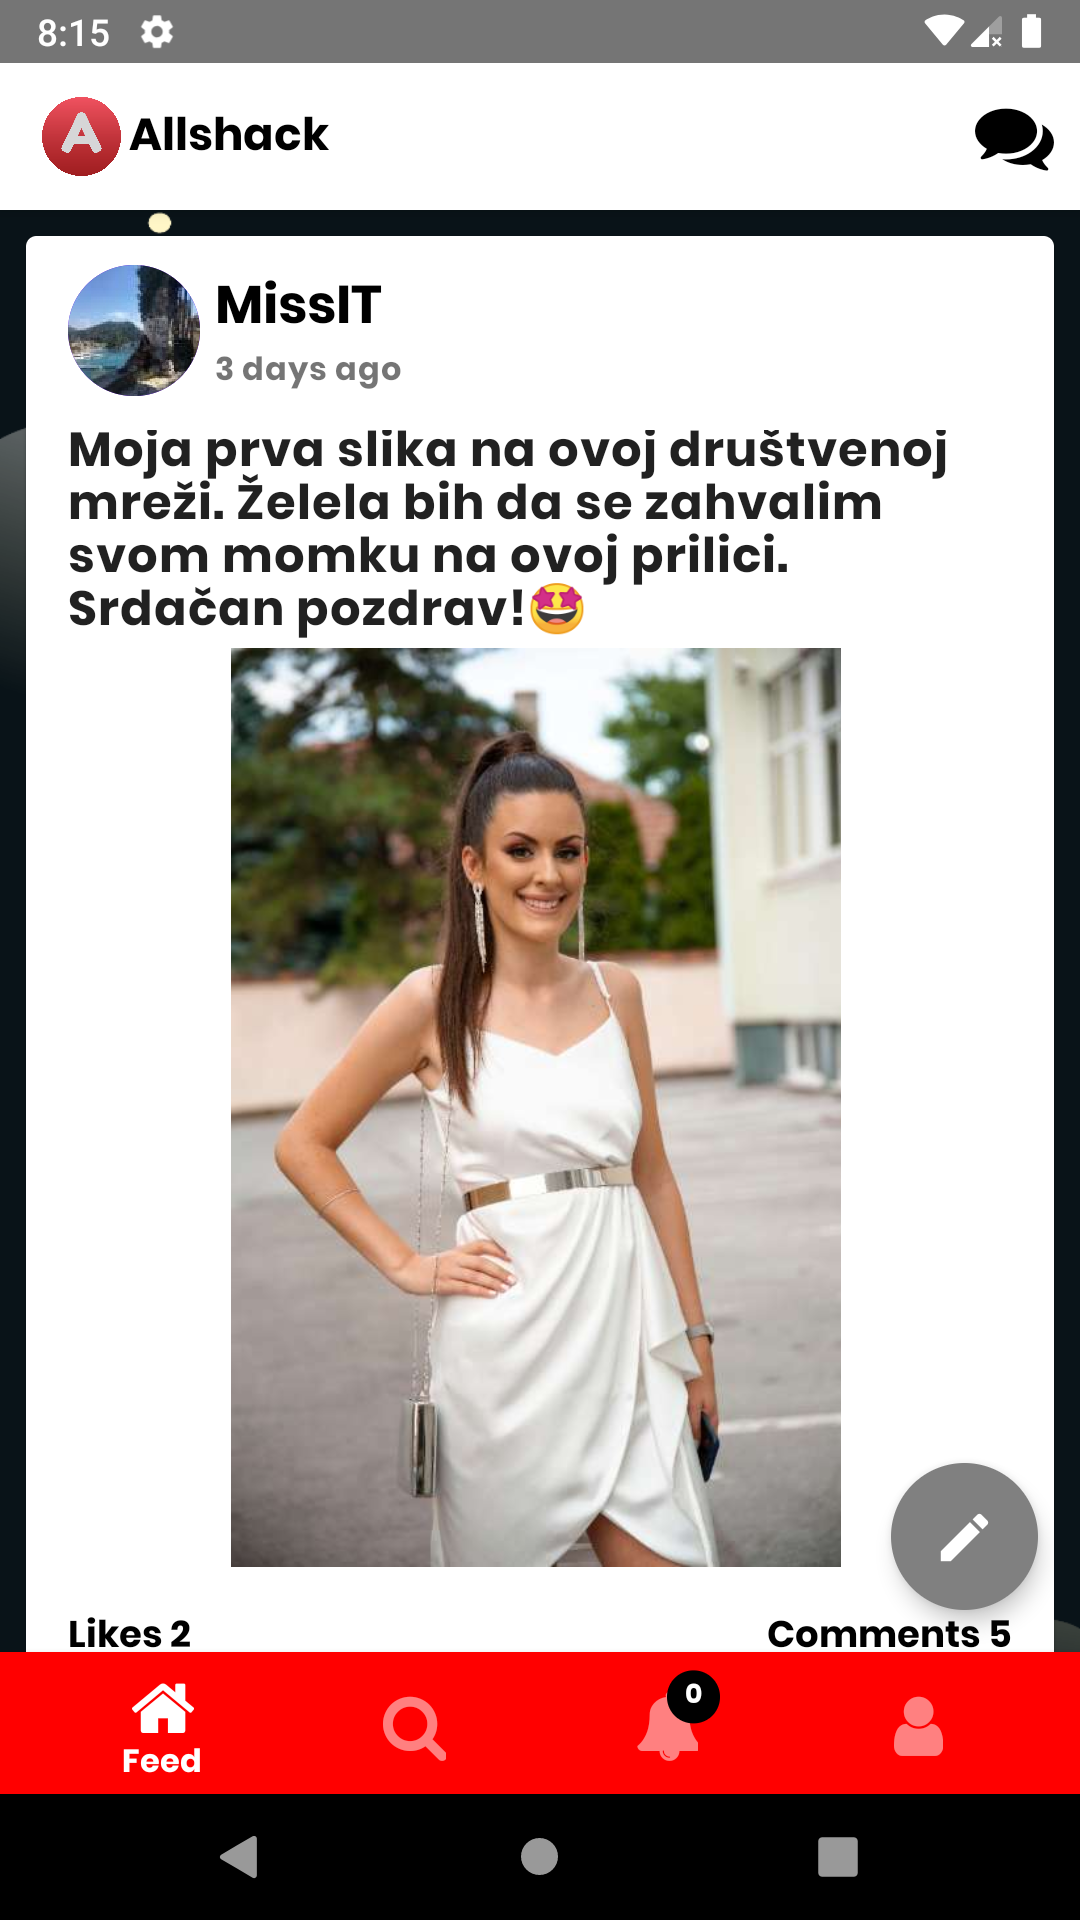 8:15
Allshack
MissIT
3 days ago
Moja prva slika na ovoj društvenoj
mreži. Želela bih da se zahvalim
svom momku na ovoj prilici.
Srdačan pozdrav!🤩
Likes 2
Comments 5
0
Feed